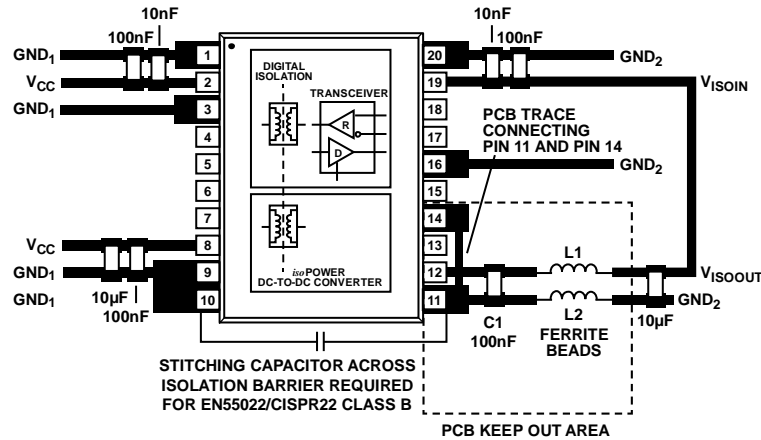 10nF
100nF
GND1
VCC
GND1
1
2
3
4
5
6
7
8
9
10
VCC
GND1
GND1
10µF
100nF
DIGITAL
ISOLATION
TRANSCEIVER
R
D
isoPOWER
DC-TO-DC CONVERTER
20
19
18
17
16
15
14
13
12
11
10nF
100nF
GND2
VISOIN
PCB TRACE
CONNECTING
PIN 11 AND PIN 14
GND2
L1
VISOOUT
GND2
L2
C1
100nF
FERRITE
BEADS
10µF
STITCHING CAPACITOR ACROSS
ISOLATION BARRIER REQUIRED
FOR EN55022/CISPR22 CLASS B
PCB KEEP OUT AREA